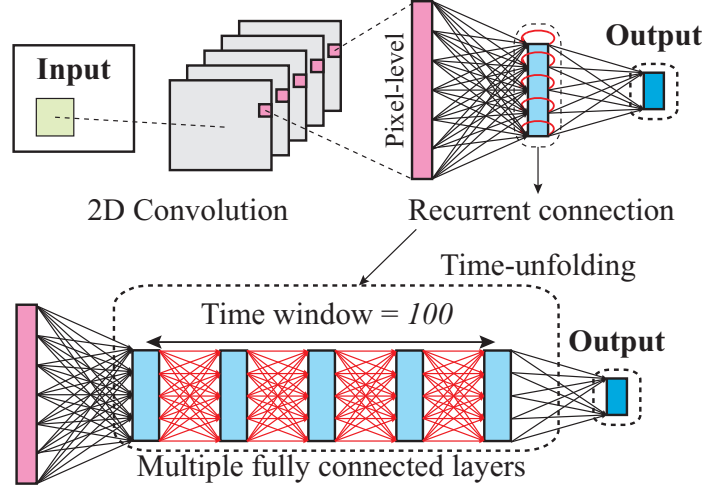 Input
Output
Pixel-level
2D Convolution
Recurrent connection
Time-unfolding
Time window = 100
Output
Multiple fully connected layers